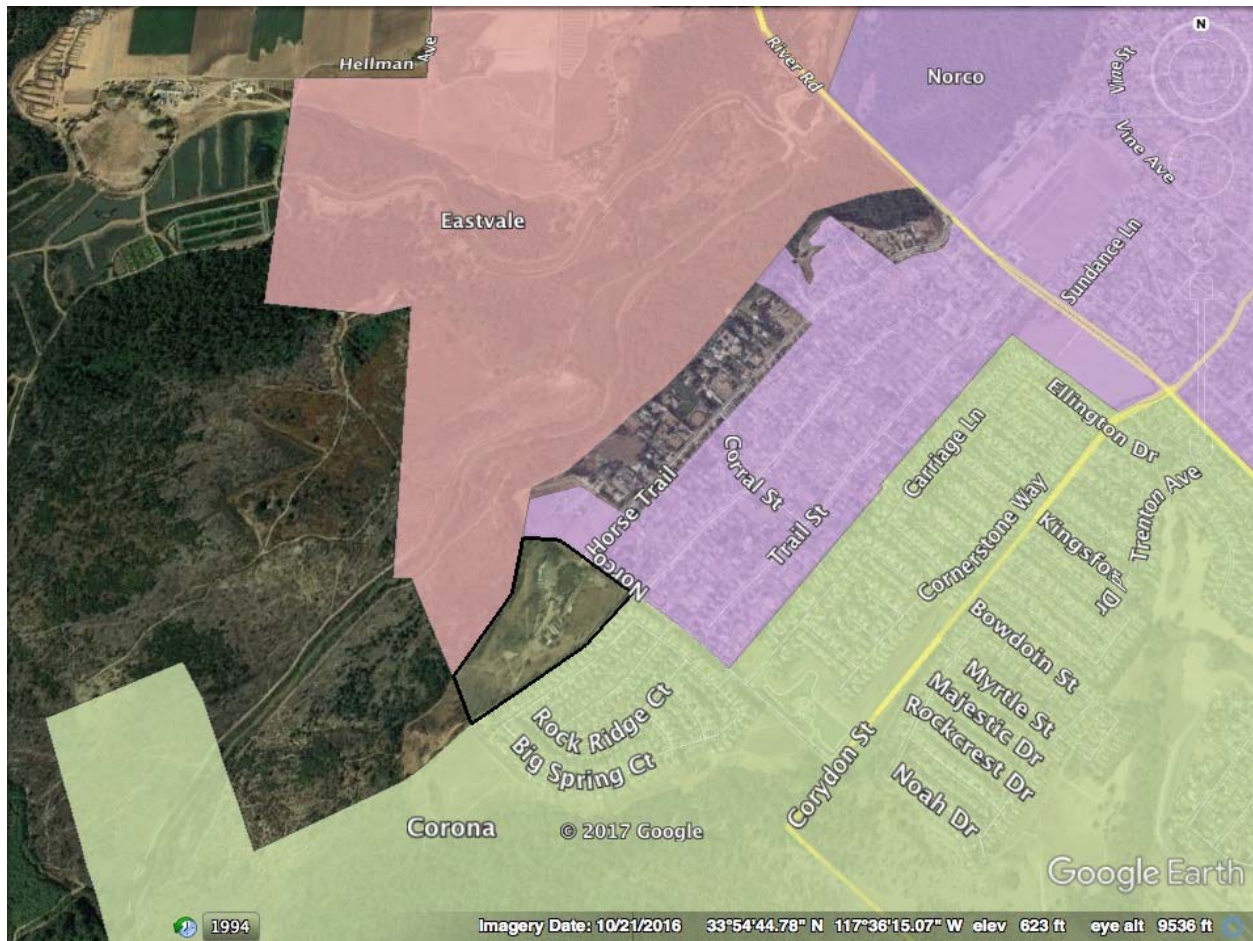 N
Hellman Ave
River Rd
Norco
Vine St
Vine Ave
Eastvale
Sundance Ln
Ellington Dr
Carriage Ln
Trenton Ave
Corral St
Horse Trail
Norco
Trail St
Cornerstone Way
Kingsford Dr
Bowdoin St
Myrtle St
Majestic Dr
Rockcrest Dr
Noah Dr
Rock Ridge Ct
Big Spring Ct
Corydon St
Corona
© 2017 Google
Google Earth
1994
Imagery Date: 10/21/2016 33°54'44.78" N 117°36'15.07" W elev 623 ft eye alt 9536 ft